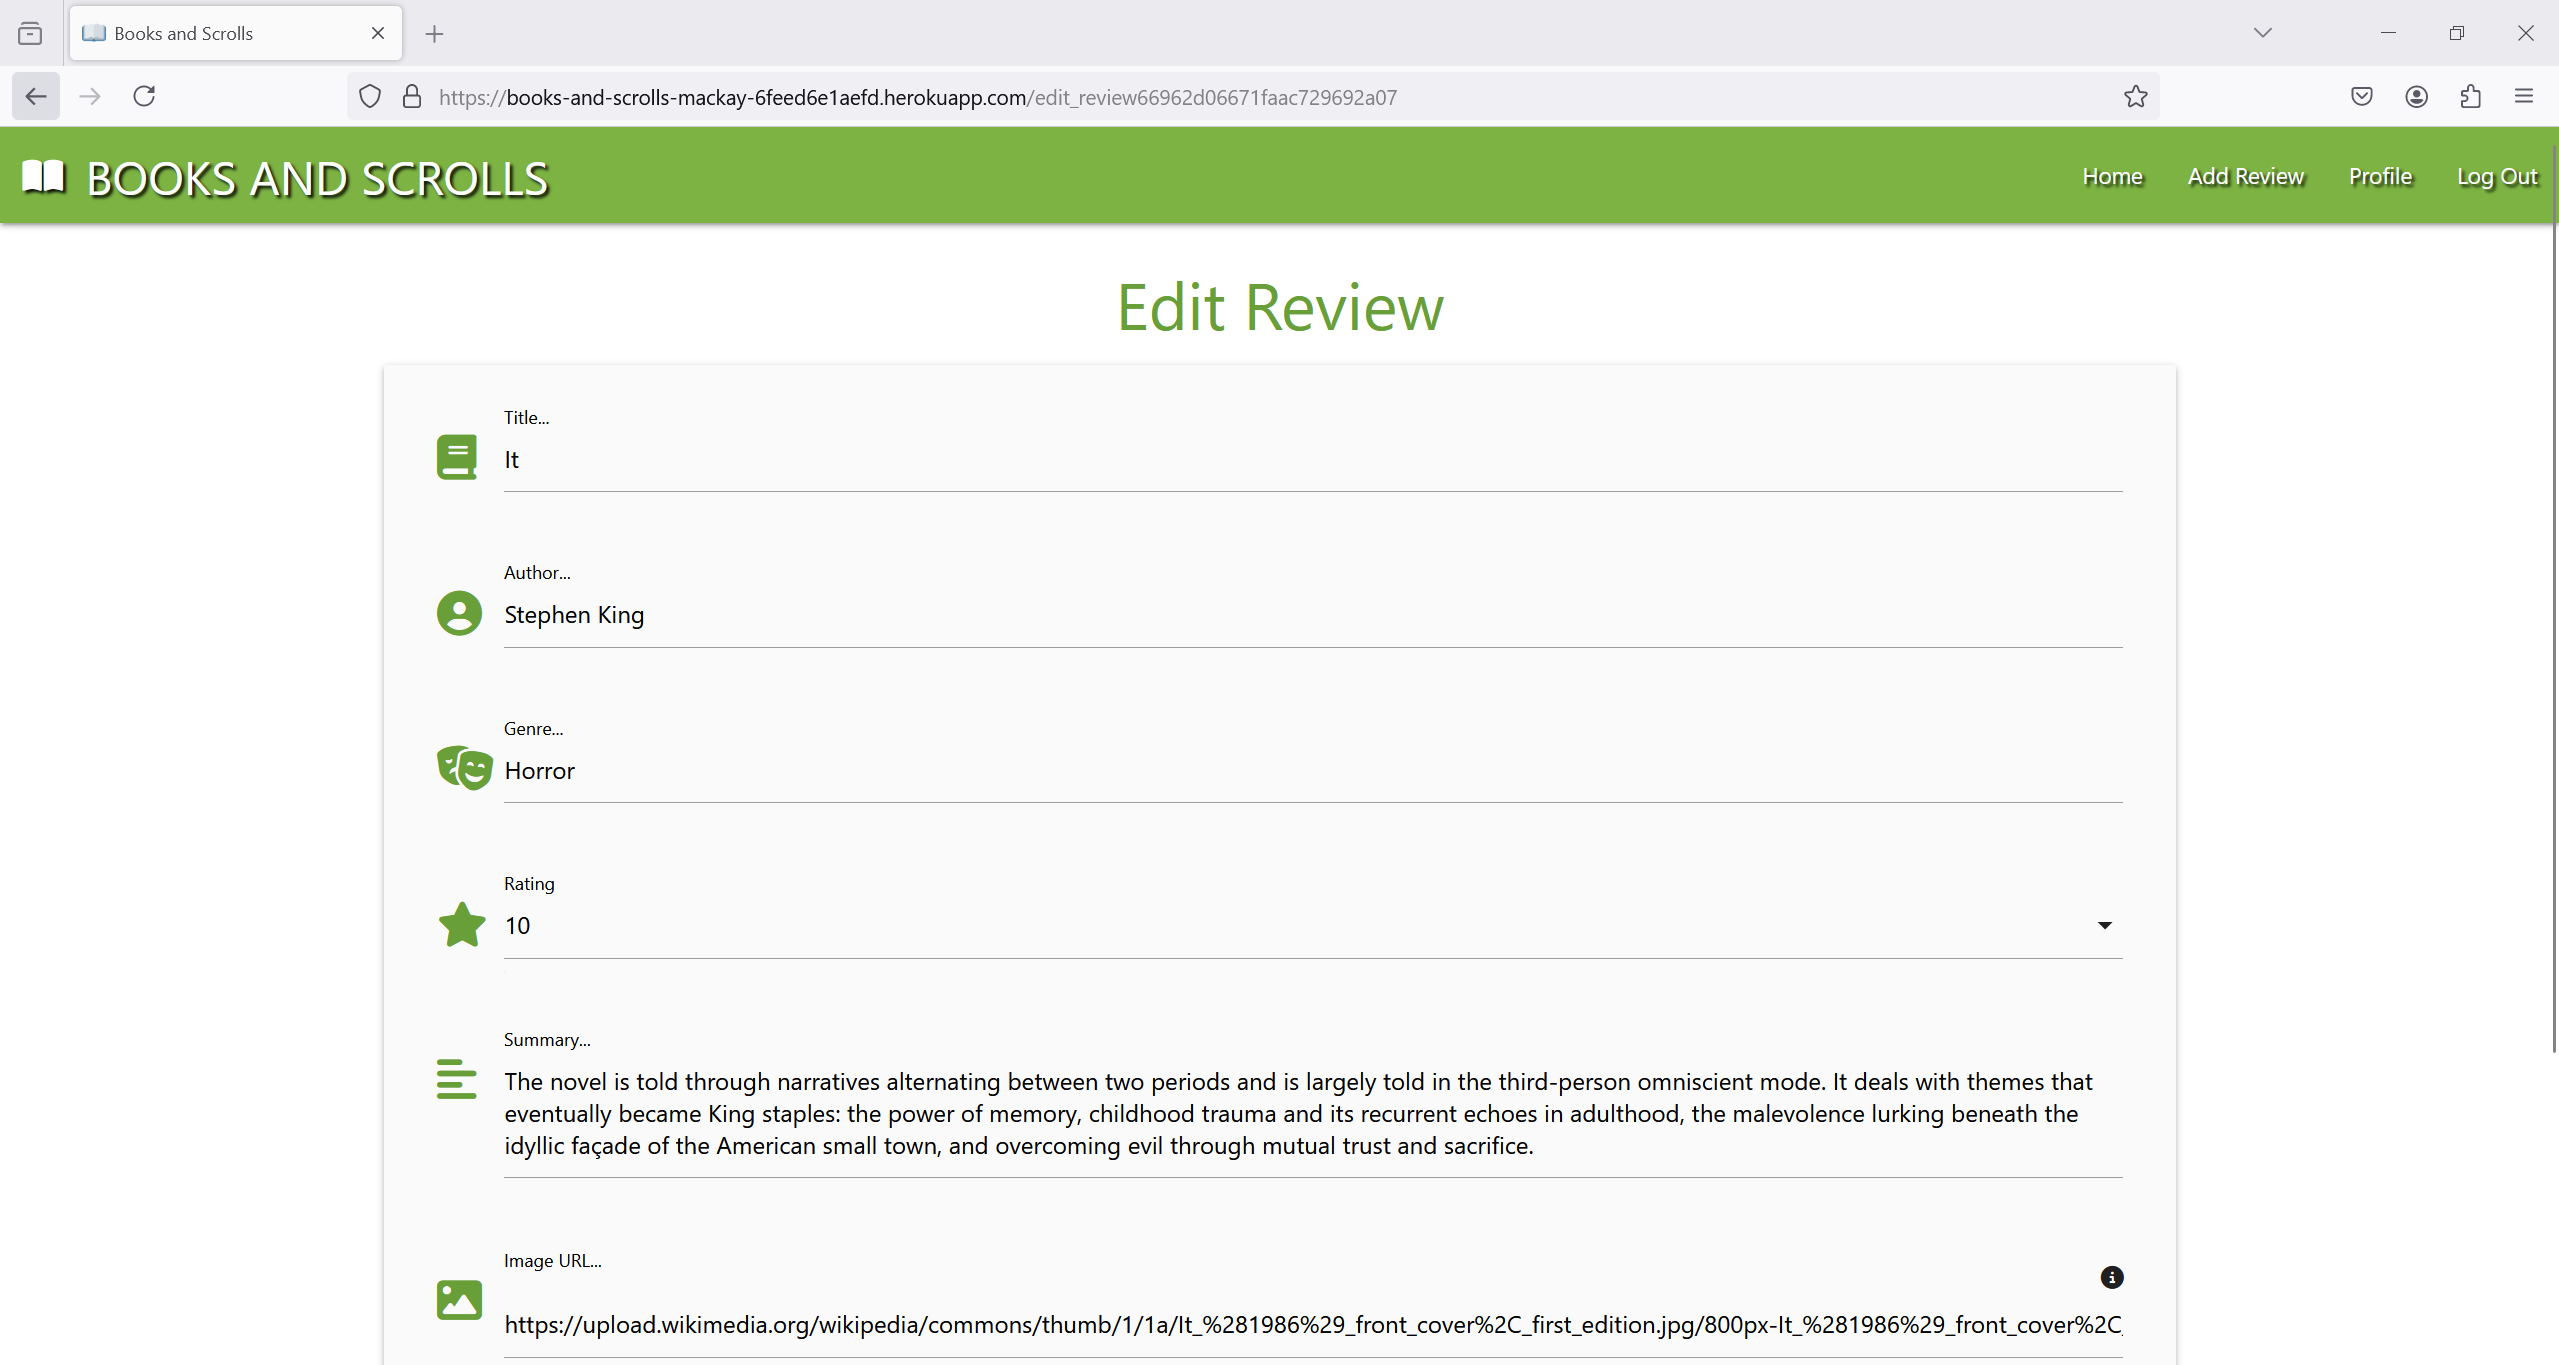 Books and Scrolls
https://books-and-scrolls-mackay-6feed6e1aefd.herokuapp.com/edit_review66962d06671faac729692a07
BOOKS AND SCROLLS
Home
Add Review
Profile
Log Out
Edit Review
Title...
It
Author...
Stephen King
Genre...
Horror
Rating
10
Summary...
The novel is told through narratives alternating between two periods and is largely told in the third-person omniscient mode. It deals with themes that
eventually became King staples: the power of memory, childhood trauma and its recurrent echoes in adulthood, the malevolence lurking beneath the
idyllic façade of the American small town, and overcoming evil through mutual trust and sacrifice.
Image URL...
https://upload.wikimedia.org/wikipedia/commons/thumb/1/1a/It_%281986%29_front_cover%2C_first_edition.jpg/800px-It_%281986%29_front_cover%2C_